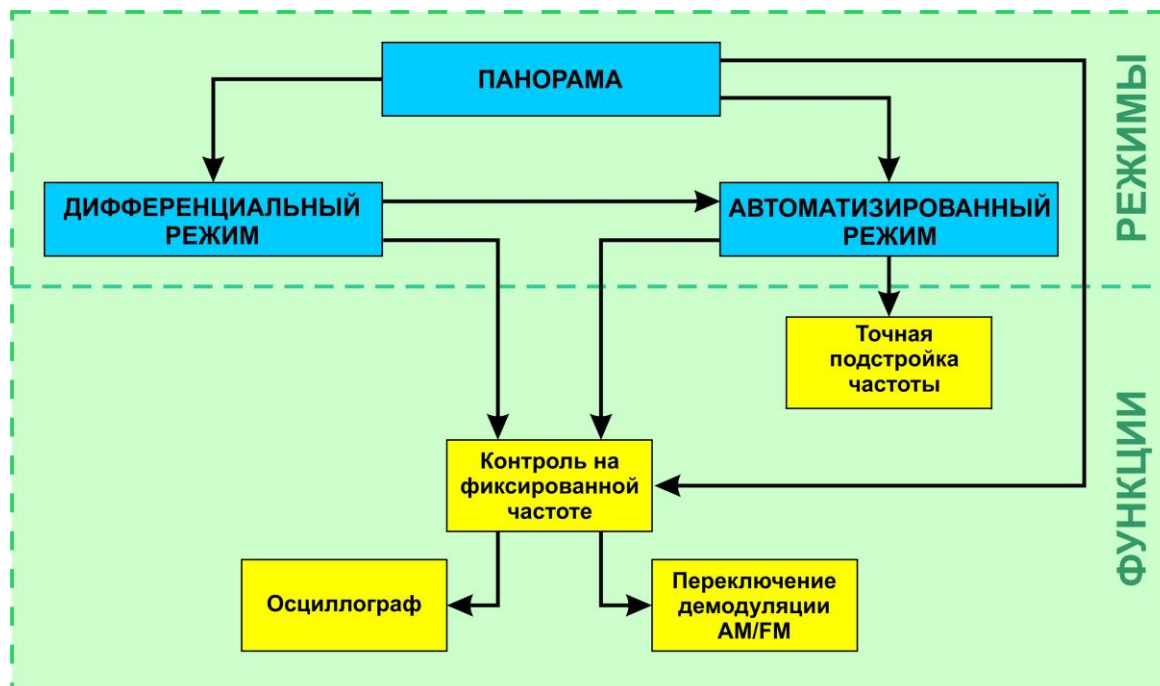 ПАНОРАМА
ДИФФЕРЕНЦИАЛЬНЫЙ
РЕЖИМ
АВТОМАТИЗИРОВАННЫЙ
РЕЖИМ
РЕЖИМЫ
Точная
подстройка
частоты
Контроль на
фиксированной
частоте
Осциллограф
Переключение
демодуляции
AM/FM
ФУНКЦИИ